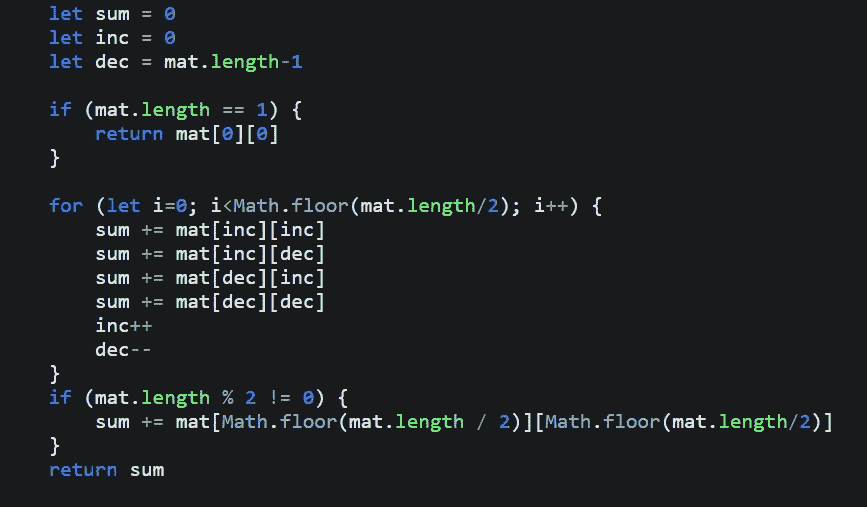 let sum = 0
let inc = 0
let dec = mat.length-1
if (mat.length == 1) {
return mat[0][0]
}
for (let i=0; i<Math.floor(mat.length/2); i++) {
sum += mat[inc][inc]
sum += mat[inc][dec]
sum += mat[dec][inc]
sum += mat[dec][dec]
inc++
dec--
}
if (mat.length % 2 != 0) {
sum += mat[Math.floor(mat.length / 2)][Math.floor(mat.length/2)]
}
return sum